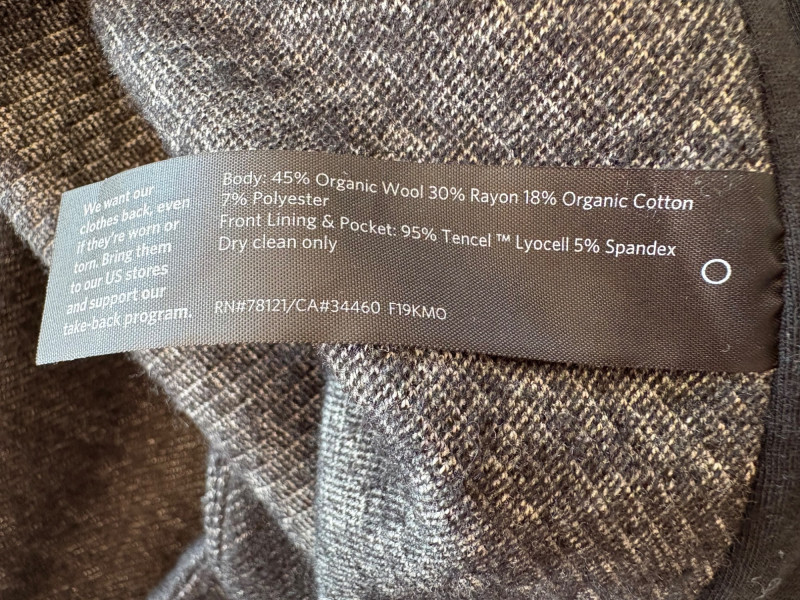 We want our
clothes back, even
if they're worn or
torn. Bring them
to our US stores
and support our
take-back program.
Body: 45% Organic Wool 30% Rayon 18% Organic Cotton
7% Polyester
Front Lining & Pocket: 95% Tencel ™ Lyocell 5% Spandex
Dry clean only
RN#78121/CA#34460 F19KMO